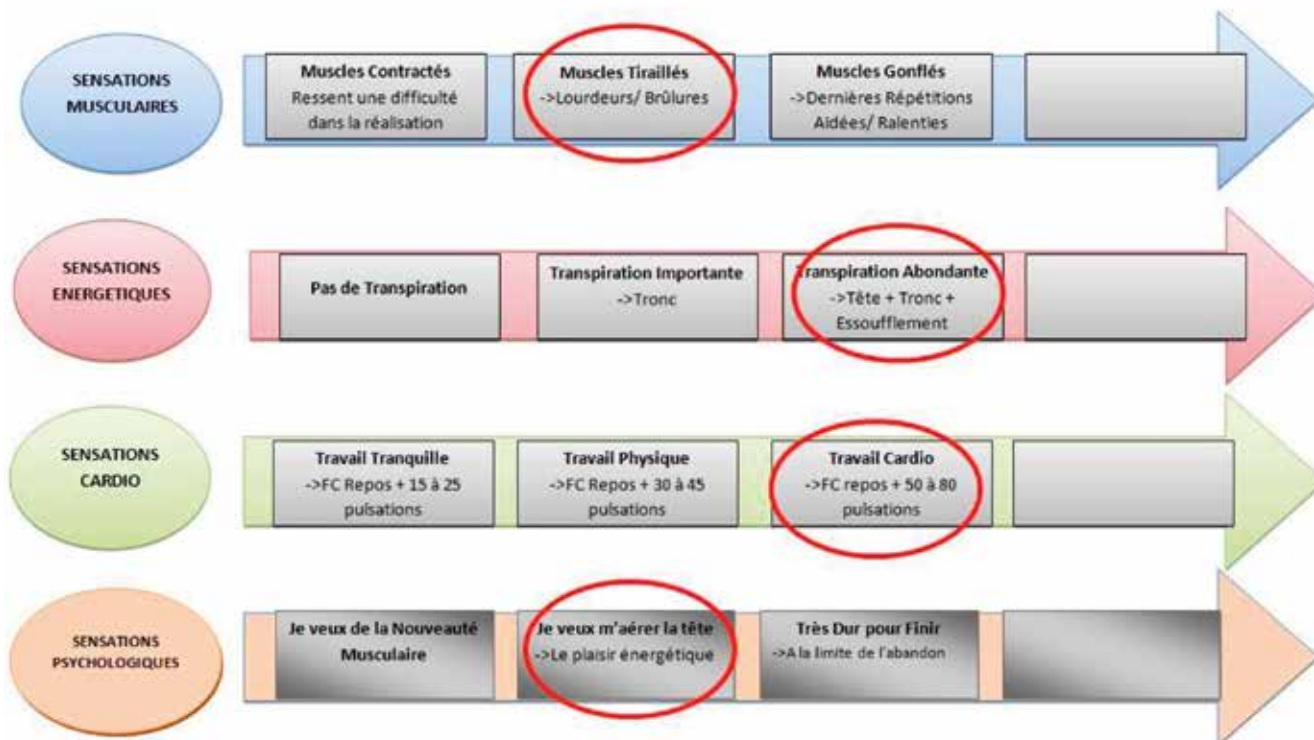 SENSATIONS
MUSCULAIRES
Muscles Contractés
Ressent une difficulté
dans la réalisation
Muscles Tiraillés
->Lourdeurs/ Brûlures
Muscles Gonflés
->Dernières Répétitions
Aidées/ Ralenties
SENSATIONS
ENERGETIQUES
Pas de Transpiration
Transpiration Importante
->Tronc
Transpiration Abondante
->Tête + Tronc +
Essoufflement
SENSATIONS
CARDIO
Travail Tranquille
->FC Repos + 15 à 25
pulsations
Travail Physique
->FC Repos + 30 à 45
pulsations
Travail Cardio
->FC repos + 50 à 80
pulsations
SENSATIONS
PSYCHOLOGIQUES
Je veux de la Nouveauté
Musculaire
Je veux m'aérer la tête
->Le plaisir énergétique
Très Dur pour Finir
->A la limite de l'abandon